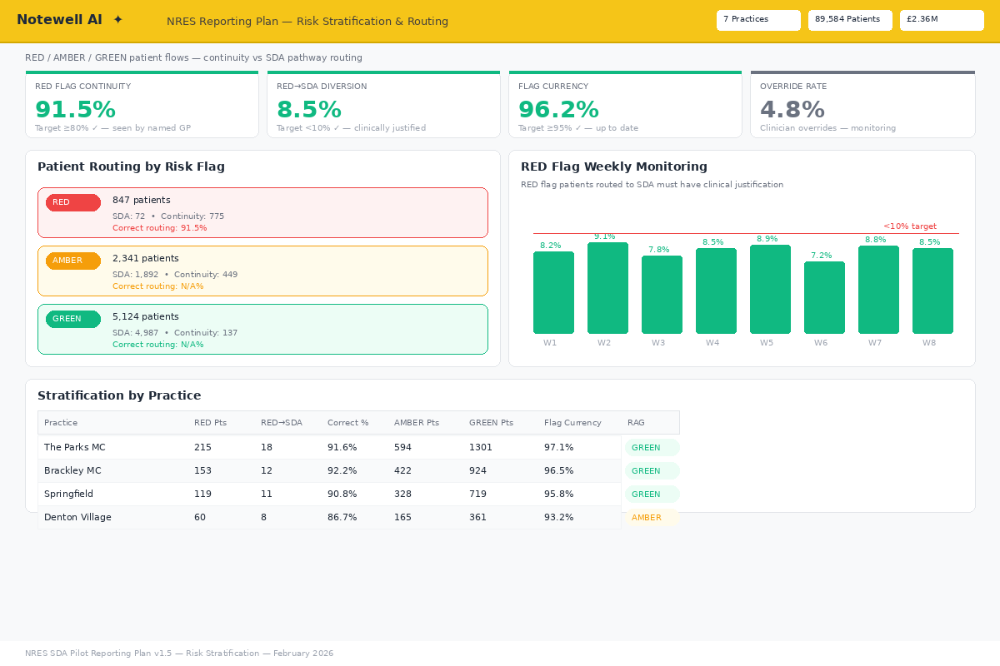 Notewell AI ✦
NRES Reporting Plan — Risk Stratification & Routing
7 Practices
89,584 Patients
£2.36M
RED / AMBER / GREEN patient flows — continuity vs SDA pathway routing
RED FLAG CONTINUITY
91.5%
Target ≥80% ✓ — seen by named GP
RED→SDA DIVERSION
8.5%
Target <10% ✓ — clinically justified
FLAG CURRENCY
96.2%
Target ≥95% ✓ — up to date
OVERRIDE RATE
4.8%
Clinician overrides — monitoring
Patient Routing by Risk Flag
RED
847 patients
SDA: 72 • Continuity: 775
Correct routing: 91.5%
AMBER
2,341 patients
SDA: 1,892 • Continuity: 449
Correct routing: N/A%
GREEN
5,124 patients
SDA: 4,987 • Continuity: 137
Correct routing: N/A%
RED Flag Weekly Monitoring
RED flag patients routed to SDA must have clinical justification
<10% target
8.2% 9.1% 7.8% 8.5% 8.9% 7.2% 8.8% 8.5%
W1 W2 W3 W4 W5 W6 W7 W8
Stratification by Practice
Practice RED Pts RED→SDA Correct % AMBER Pts GREEN Pts Flag Currency RAG
The Parks MC 215 18 91.6% 594 1301 97.1% GREEN
Brackley MC 153 12 92.2% 422 924 96.5% GREEN
Springfield 119 11 90.8% 328 719 95.8% GREEN
Denton Village 60 8 86.7% 165 361 93.2% AMBER
NRES SDA Pilot Reporting Plan v1.5 — Risk Stratification — February 2026